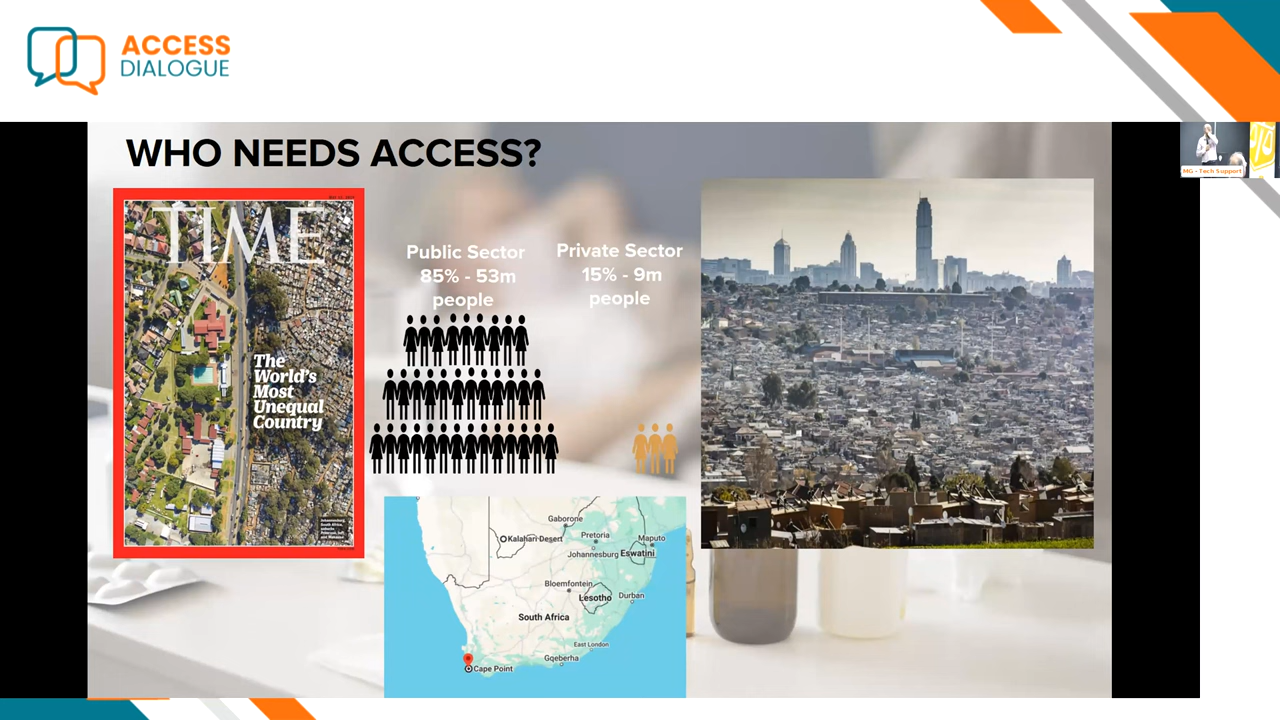 ACCESS
DIALOGUE
WHO NEEDS ACCESS?
MG - Tech Support
TIME
The
World's
Most
Unequal
Country
Public Sector
85% - 53m
people
Private Sector
15% - 9m
people
Gaborone
Kalahari Desert
Pretoria
Maputo
Johannesburg
Eswatini
Bloemfontein
Lesotho
Durban
South Africa
East London
Gqeberha
Cape Point